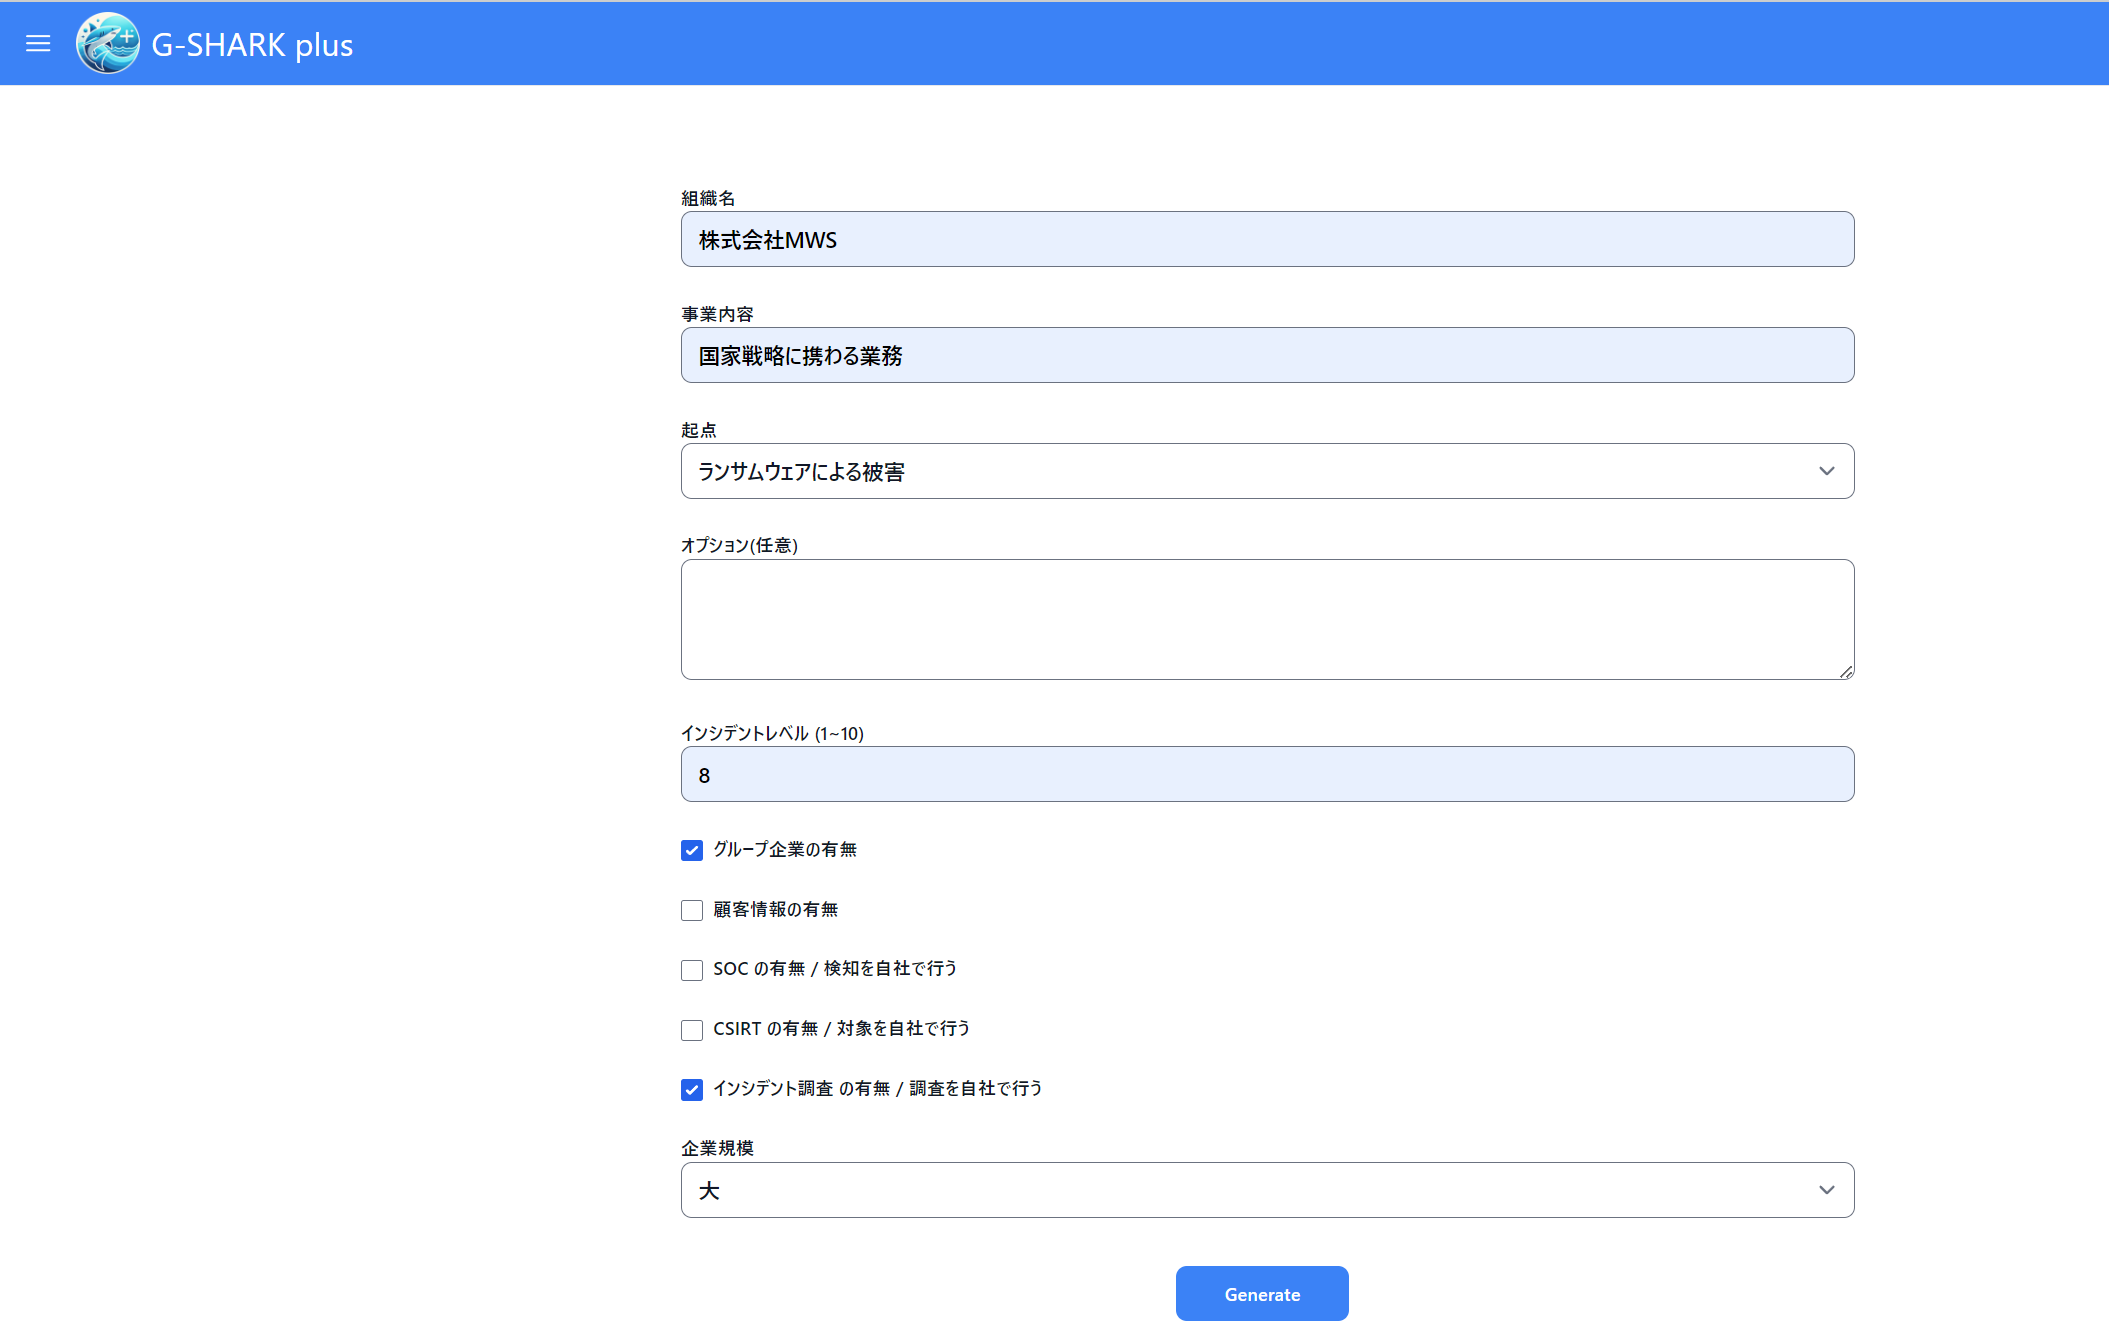 G-SHARK plus
組織名
株式会社MWS
事業内容
国家戦略に携わる業務
起点
ランサムウェアによる被害
オプション(任意)
インシデントレベル (1~10)
8
グループ企業の有無
顧客情報の有無
SOC の有無 / 検知を自社で行う
CSIRT の有無 / 対象を自社で行う
インシデント調査 の有無 / 調査を自社で行う
企業規模
大
Generate